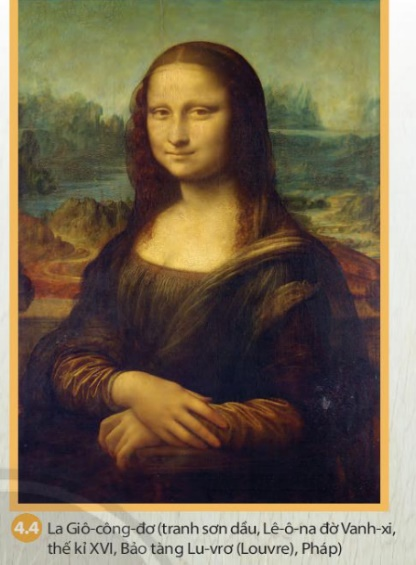 4.4 La Giô-công-đơ (tranh sơn dầu, Lê-ô-na đờ Vanh-xi,
thế kỉ XVI, Bảo tàng Lu-vrơ (Louvre), Pháp)